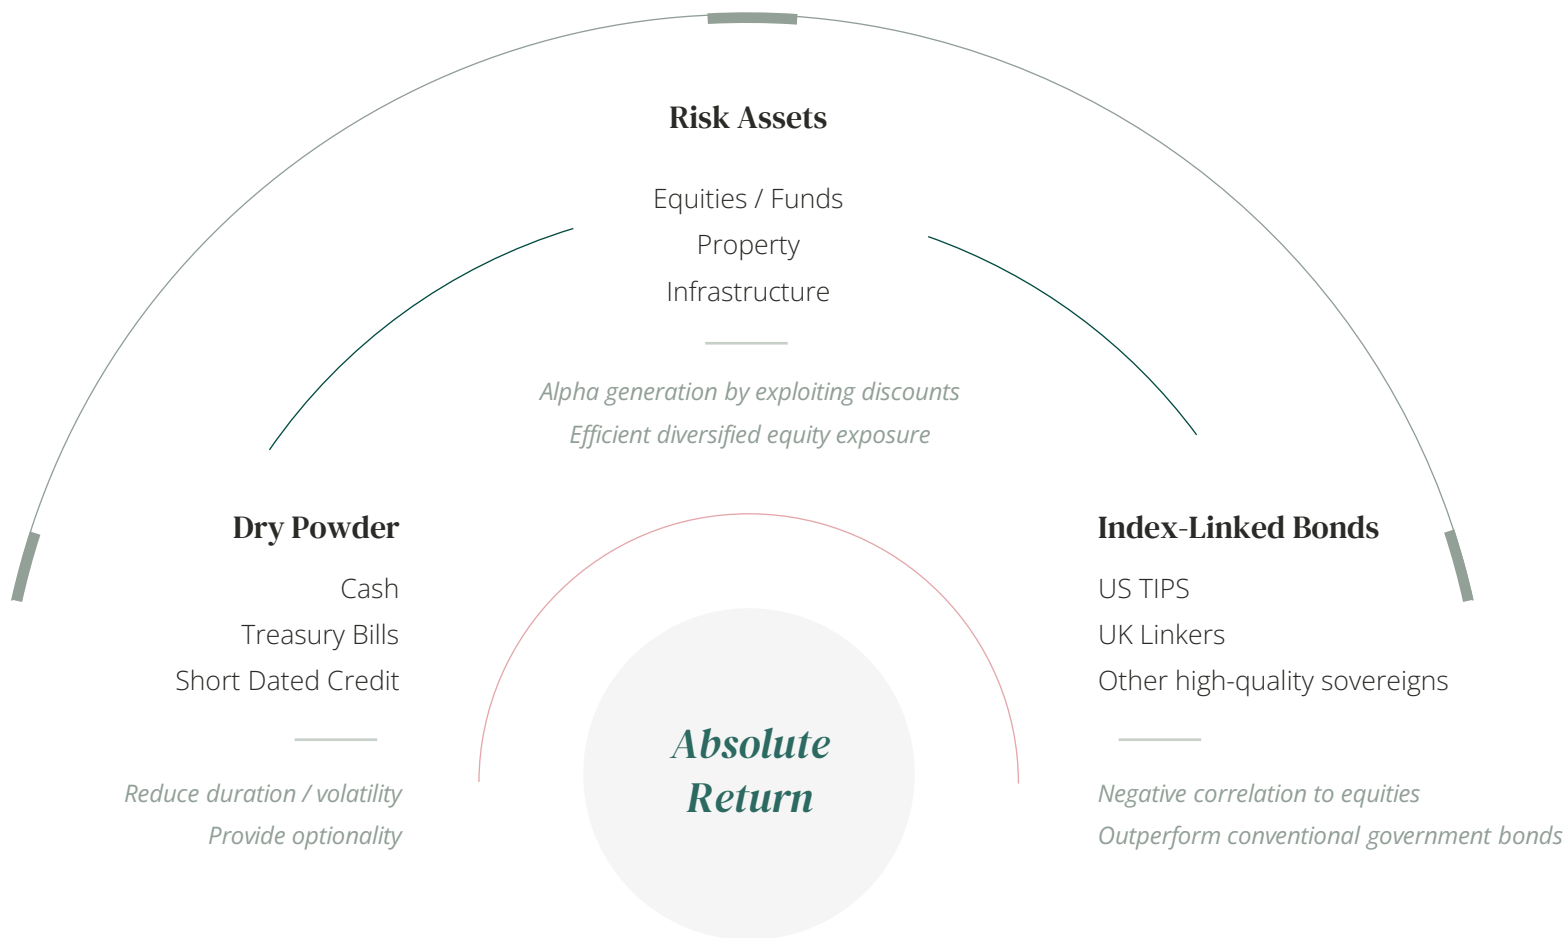 Risk Assets
Equities / Funds
Property
Infrastructure
Alpha generation by exploiting discounts
Efficient diversified equity exposure
Dry Powder
Cash
Treasury Bills
Short Dated Credit
Reduce duration / volatility
Provide optionality
Absolute
Return
Index-Linked Bonds
US TIPS
UK Linkers
Other high-quality sovereigns
Negative correlation to equities
Outperform conventional government bonds